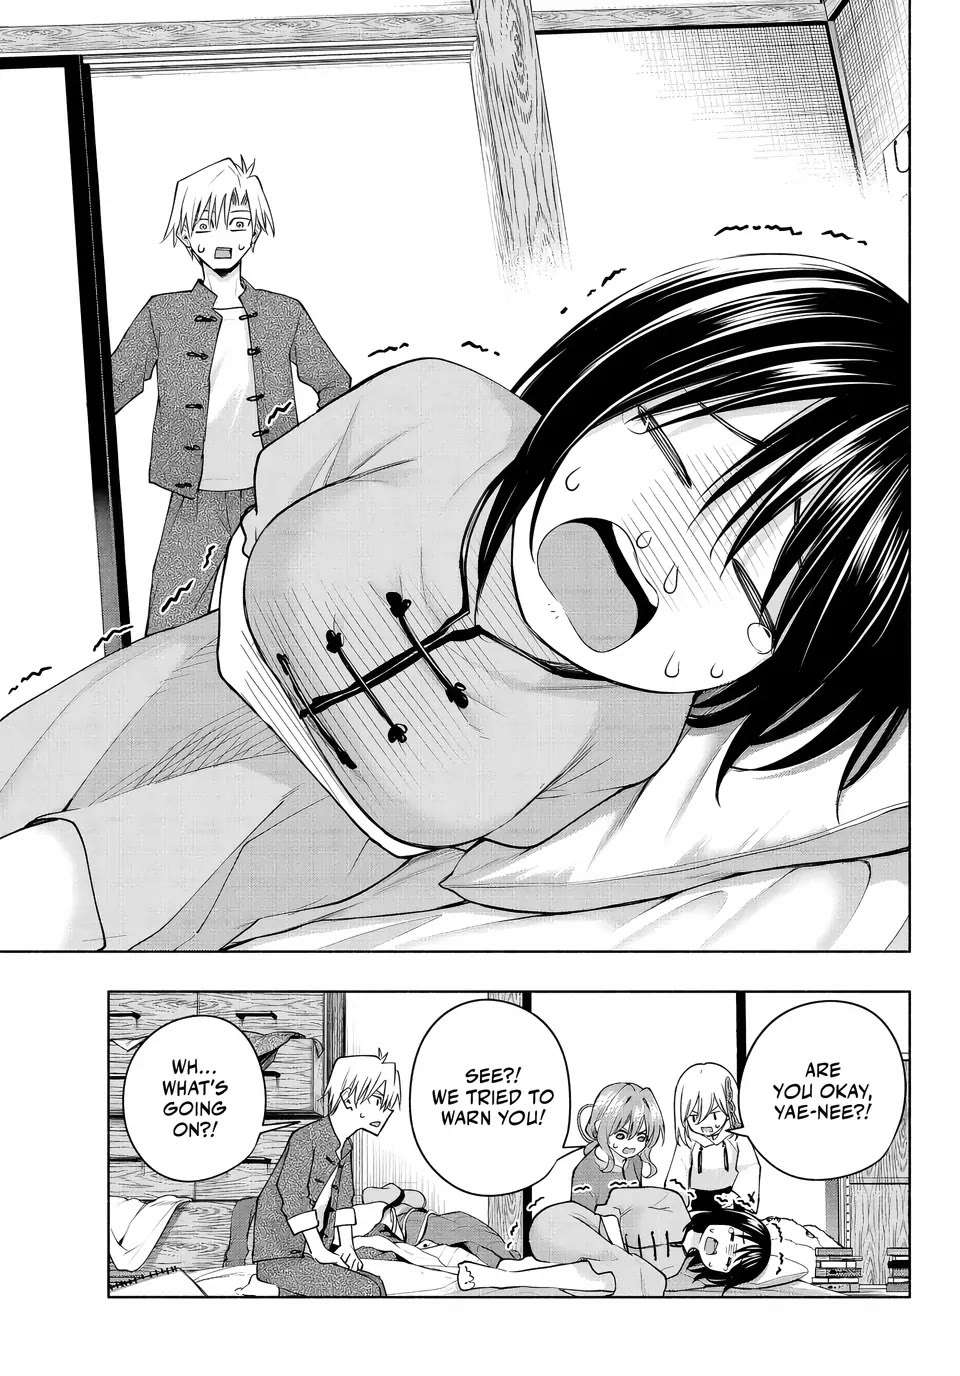 ARE
YOU OKAY,
YAE-NEE?!
SEE?!
WE TRIED TO
WARN YOU!
WH...
WHAT'S
GOING
ON?!